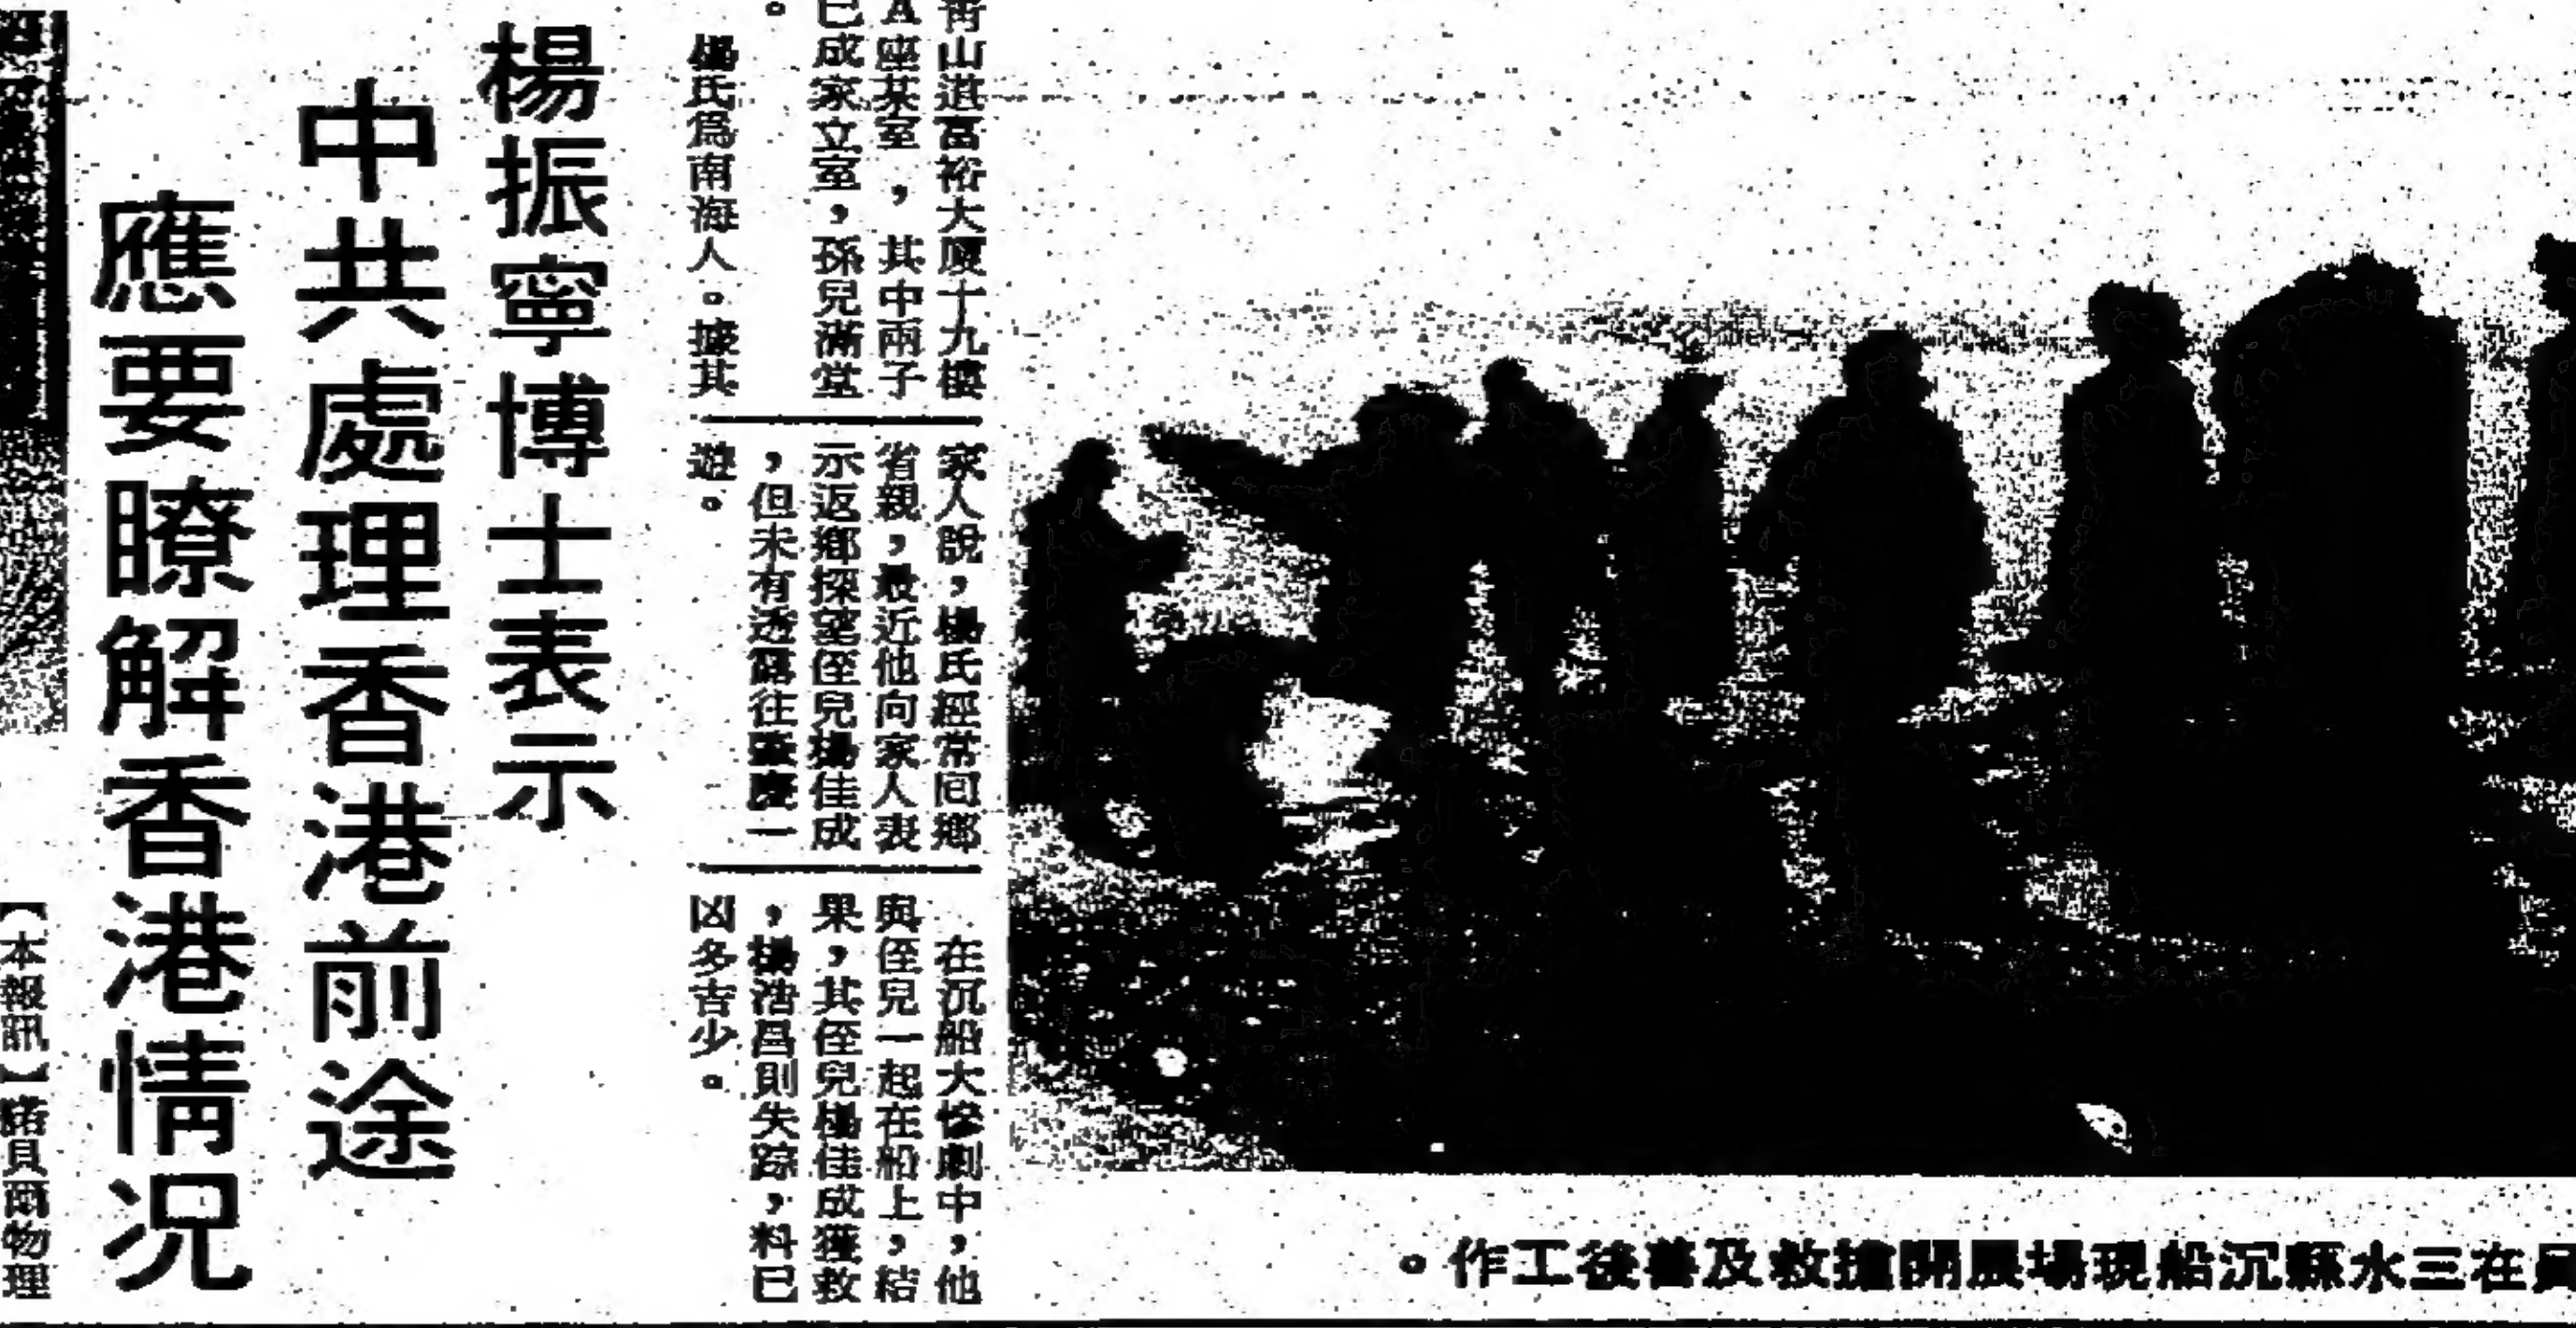 員在三水縣沉船現場展開搶救及善後工作。
青山道富裕大厦十九樓
A座某室，其中兩子
已成家立室，孫兒滿堂
。
楊氏爲南海人。據其
家人說，楊氏經常囘鄉
省親，最近他向家人表
示返鄉探望侄兒楊佳成
，但未有透露往肇慶一
遊。
在沉船大慘劇中，他
與侄兒一起在船上，結
果，其侄兒楊佳成獲救
，楊浩昌則失踪，料已
凶多吉少。
楊振寧博士表示
中共處理香港前途
應要瞭解香港情況
【本報訊】諾貝爾物理